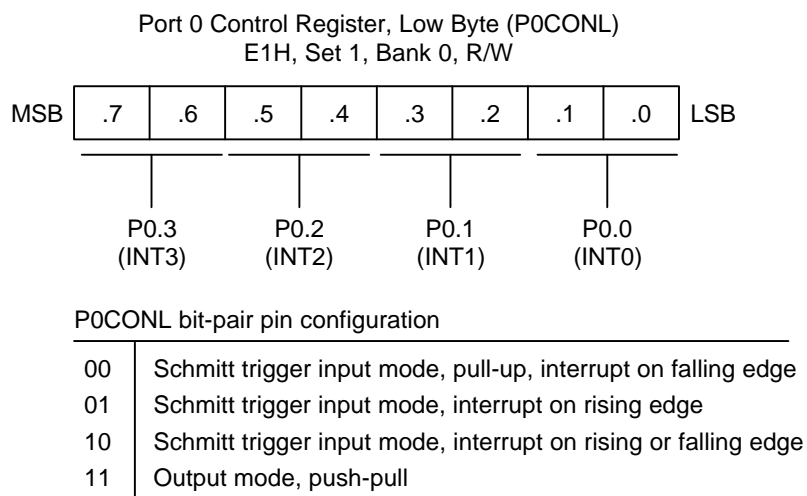 Port 0 Control Register, Low Byte (P0CONL)
E1H, Set 1, Bank 0, R/W
MSB .7 .6 .5 .4 .3 .2 .1 .0 LSB
P0.3 P0.2 P0.1 P0.0
(INT3) (INT2) (INT1) (INT0)
P0CONL bit-pair pin configuration
00 Schmitt trigger input mode, pull-up, interrupt on falling edge
01 Schmitt trigger input mode, interrupt on rising edge
10 Schmitt trigger input mode, interrupt on rising or falling edge
11 Output mode, push-pull